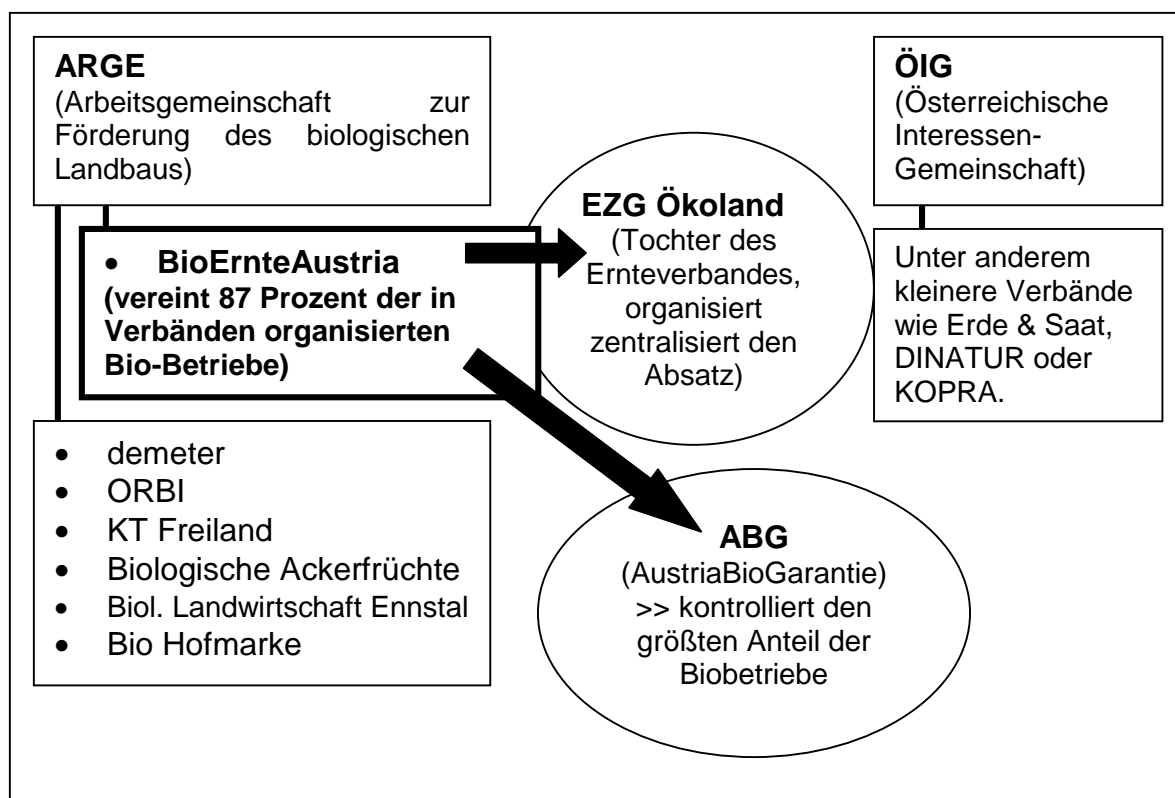 ARGE
(Arbeitsgemeinschaft zur
Förderung des biologischen
Landbaus)
• BioErnteAustria
(vereint 87 Prozent der in
Verbänden organisierten
Bio-Betriebe)
• demeter
• ORBI
• KT Freiland
• Biologische Ackerfrüchte
• Biol. Landwirtschaft Ennstal
• Bio Hofmarke
EZG Ökoland
(Tochter des
Ernteverbandes,
organisiert
zentralisiert den
Absatz)
ABG
(AustriaBioGarantie)
>> kontrolliert den
größten Anteil der
Biobetriebe
ÖIG
(Österreichische
Interessen-
Gemeinschaft)
Unter anderem
kleinere Verbände
wie Erde & Saat,
DINATUR oder
KOPRA.